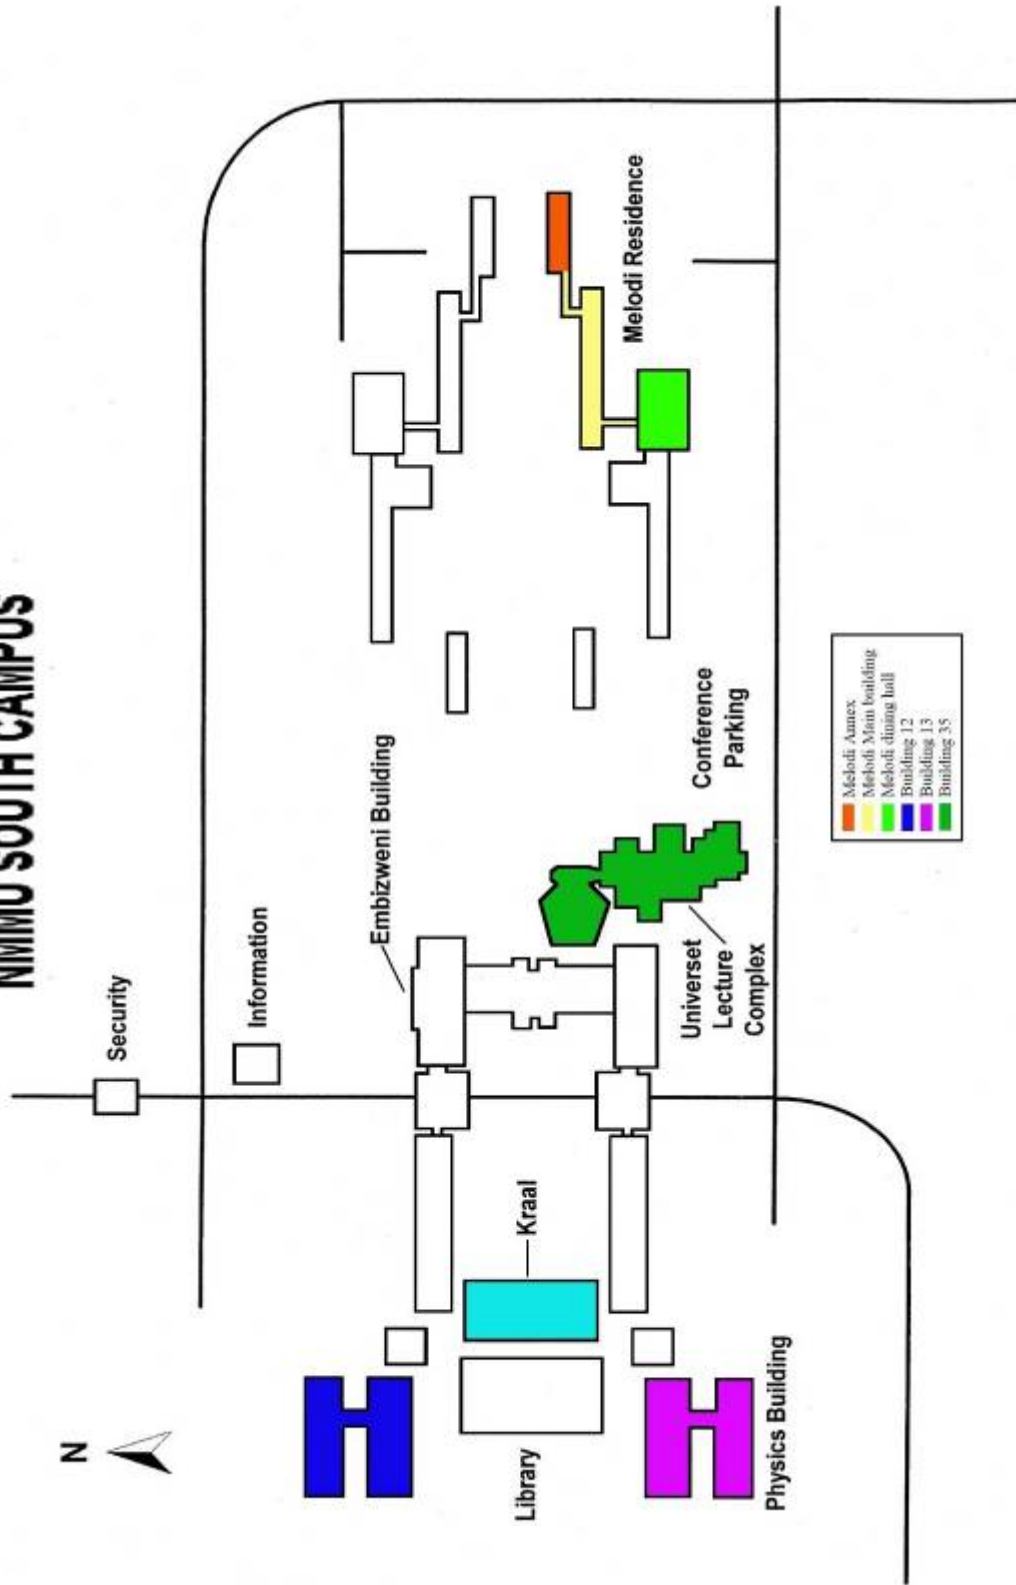 NMMU SOUTH CAMPUS
N
Security
Information
Embizweni Building
Melodi Residence
Conference
Parking
Universet
Lecture
Complex
Kraal
Library
Physics Building
Melodi Annex
Melodi Main building
Melodi dining hall
Building 12
Building 13
Building 35